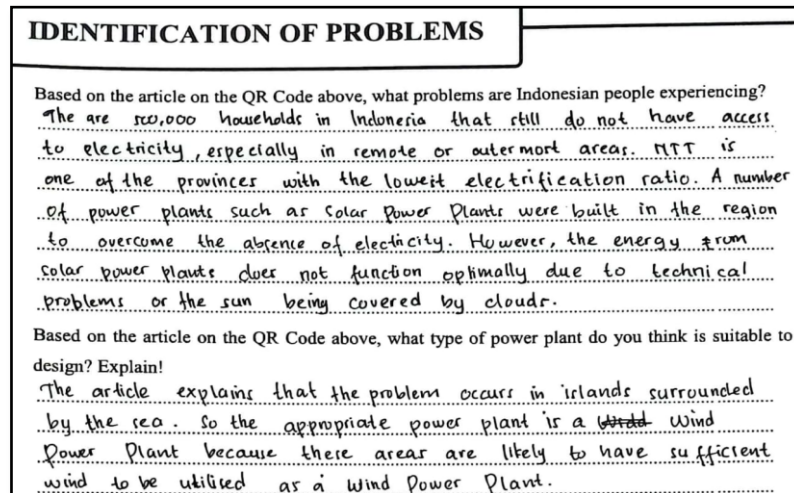 IDENTIFICATION OF PROBLEMS
Based on the article on the QR Code above, what problems are Indonesian people experiencing?
The are 500,000 households in Indonesia that still do not have access
to electricity, especially in remote or outermost areas. NTT is
one of the provinces with the lowest electrification ratio. A number
of power plants such as Solar Power Plants were built in the region
to overcome the absence of electricity. However, the energy from
solar power plants does not function optimally due to technical
problems or the sun being covered by clouds.
Based on the article on the QR Code above, what type of power plant do you think is suitable to
design? Explain!
The article explains that the problem occurs in islands surrounded
by the sea. So the appropriate power plant is a Wind
Power Plant because these areas are likely to have sufficient
wind to be utilised as a Wind Power Plant.